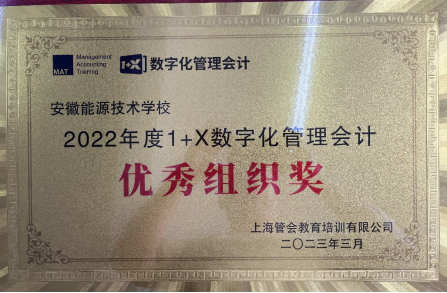 MAT
Management
Accounting
Training
1+X 数字化管理会计
安徽能源技术学校
2022年度1+X数字化管理会计
优秀组织奖
上海管会教育培训有限公司
二〇二三年三月